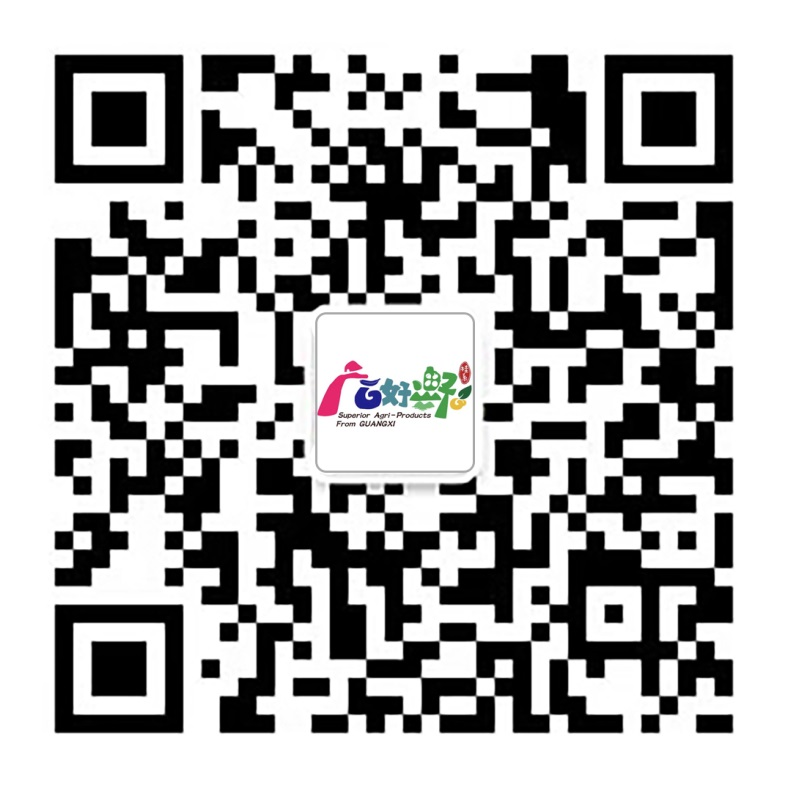 广西好嘢
Superior Agri-Products
From GUANGXI